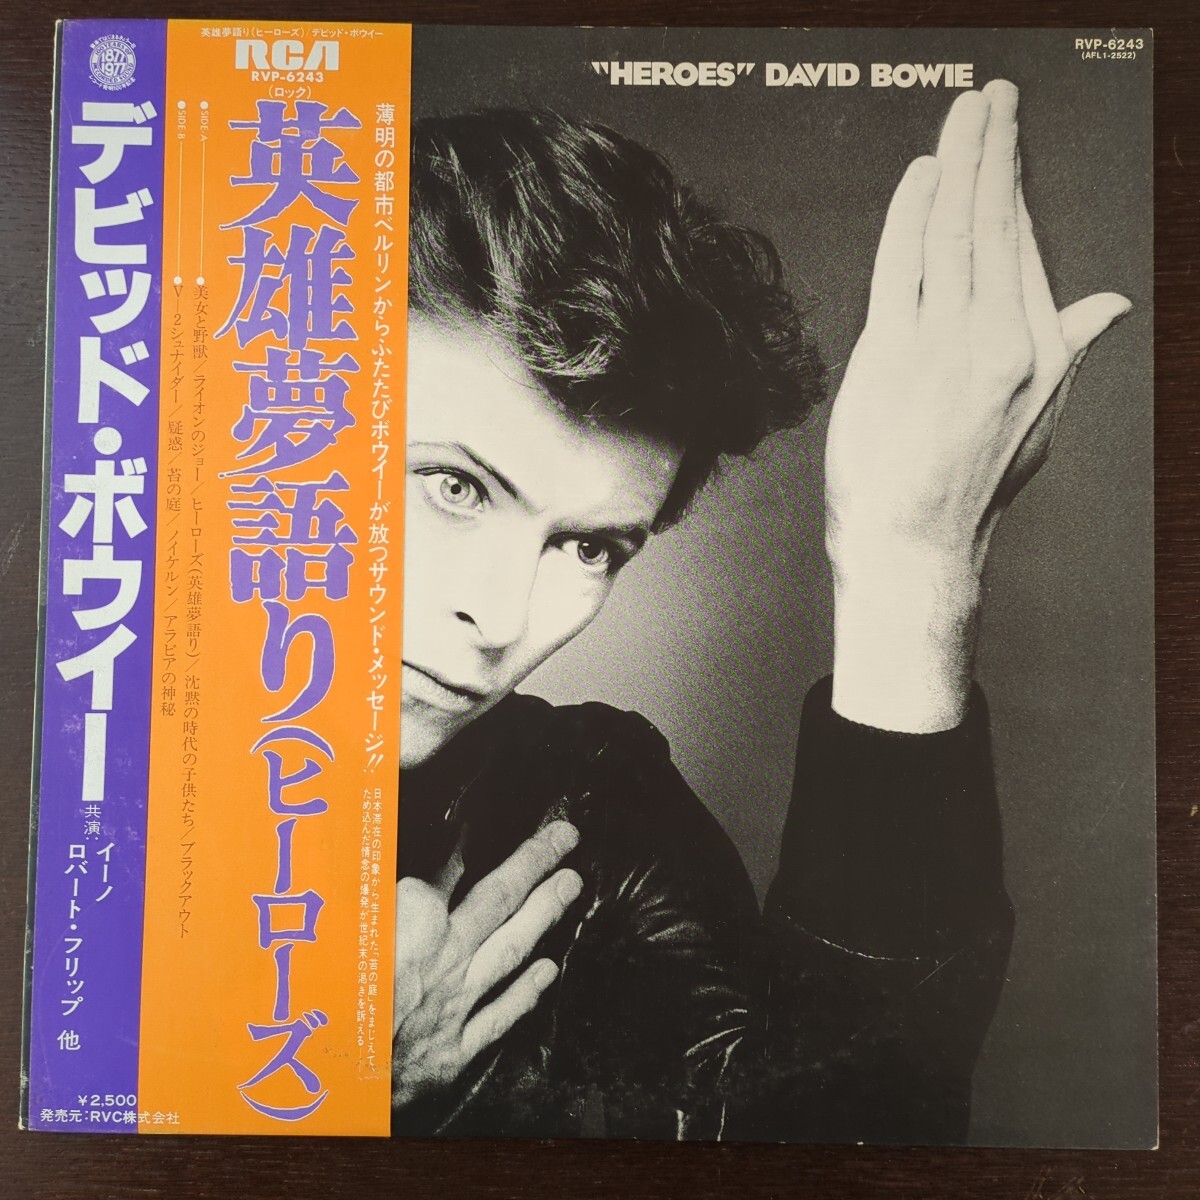 "HEROES" DAVID BOWIE
RVP-6243
(AFL1-2522)
英雄夢語り(ヒーローズ)/デビッド・ボウイー
RCA
RVP-6243
(ロック)
薄明の都市ベルリンからふたたびボウイーが放つサウンド・メッセージ!!
日本滞在の印象から生まれた「苔の庭」をまじえて、
ため込んだ情念の爆発が世紀末の渇きを訴える
英雄夢語り(ヒーローズ)
●SIDE・A ●美女と野獣/ライオンのジョー/ヒーローズ(英雄夢語り)/沈黙の時代の子供たち/ブラックアウト
●SIDE・B ●V−2シュナイダー/疑惑/苔の庭/ノイケルン/アラビアの神秘
1877
1977
デビッド・ボウイー
共演:イーノ
ロバート・フリップ 他
¥2,500
発売元:RVC株式会社